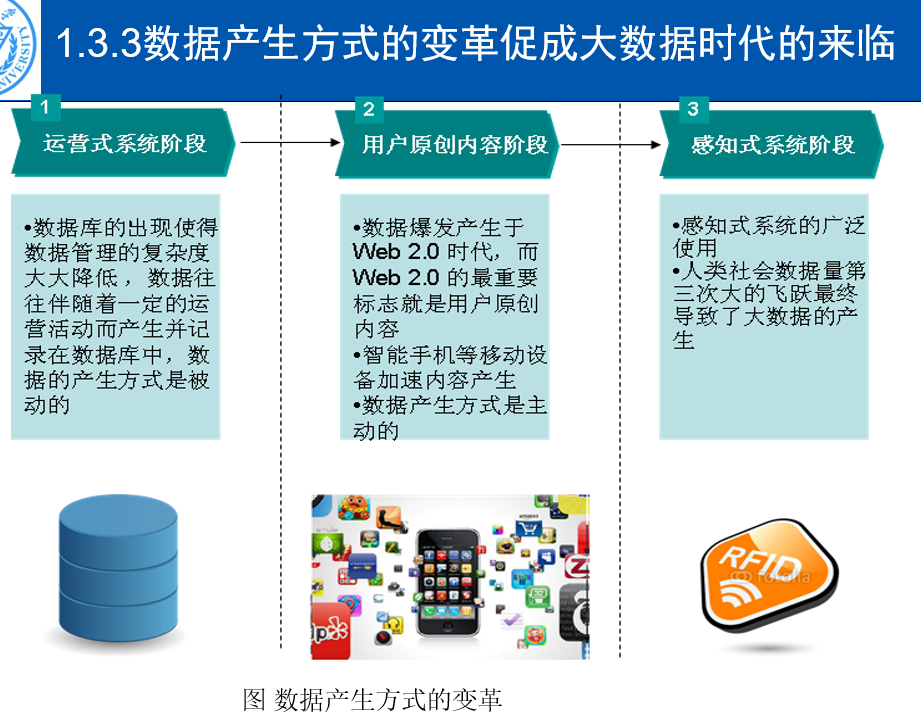 1.3.3数据产生方式的变革促成大数据时代的来临
1
运营式系统阶段
2
用户原创内容阶段
3
感知式系统阶段
•数据库的出现使得
数据管理的复杂度
大大降低，数据往
往伴随着一定的运
营活动而产生并记
录在数据库中，数
据的产生方式是被
动的
•数据爆发产生于
Web 2.0 时代，而
Web 2.0 的最重要
标志就是用户原创
内容
•智能手机等移动设
备加速内容产生
•数据产生方式是主
动的
•感知式系统的广泛
使用
•人类社会数据量第
三次大的飞跃最终
导致了大数据的产
生
RFID
fotolia
图 数据产生方式的变革